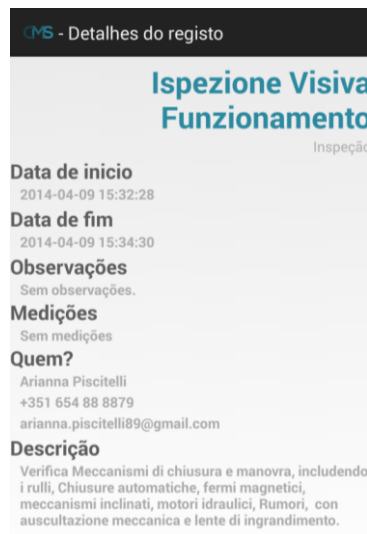 CMS - Detalhes do registo
Ispezione Visiva
Funzionamento
Inspeção
Data de inicio
2014-04-09 15:32:28
Data de fim
2014-04-09 15:34:30
Observações
Sem observações.
Medições
Sem medições
Quem?
Arianna Piscitelli
+351 654 88 8879
arianna.piscitelli89@gmail.com
Descrição
Verifica Meccanismi di chiusura e manovra, includendo
i rulli, Chiusure automatiche, fermi magnetici,
meccanismi inclinati, motori idraulici, Rumori, con
auscultazione meccanica e lente di ingrandimento.